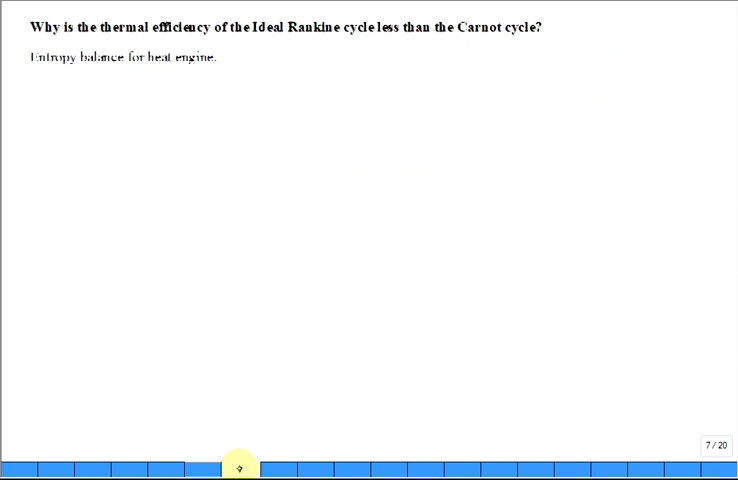 Why is the thermal efficiency of the Ideal Rankine cycle less than the Carnot cycle?
Entropy balance for heat engine.
7 / 20